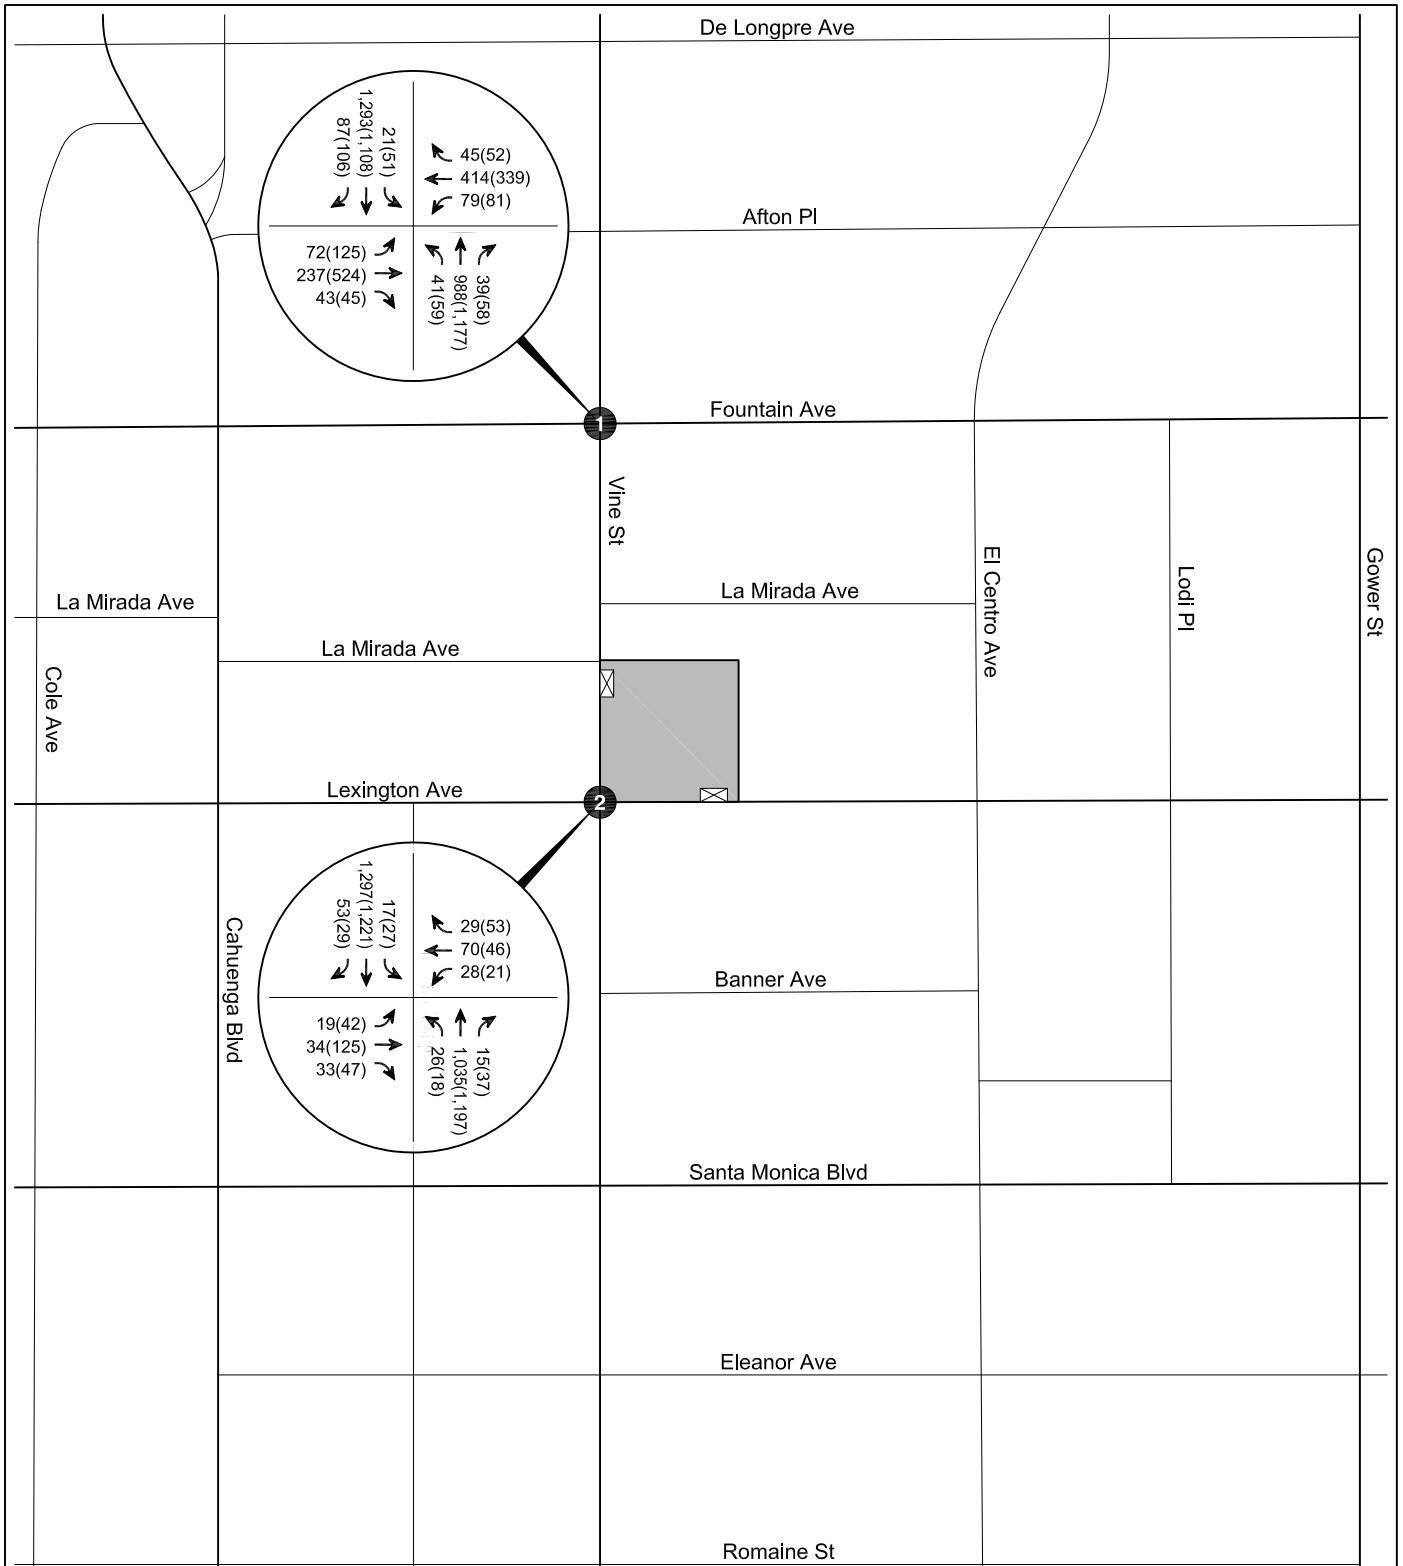 De Longpre Ave
21(51)
1,293(1,108)
87(106)
45(52)
414(339)
79(81)
Afton Pl
72(125)
237(524)
43(45)
39(58)
988(1,177)
41(59)
Fountain Ave
1
Vine St
El Centro Ave
Lodi Pl
Gower St
La Mirada Ave
La Mirada Ave
La Mirada Ave
Cole Ave
Lexington Ave
2
17(27)
1,297(1,221)
53(29)
29(53)
70(46)
28(21)
Cahuenga Blvd
Banner Ave
19(42)
34(125)
33(47)
15(37)
1,035(1,197)
26(18)
Santa Monica Blvd
Eleanor Ave
Romaine St